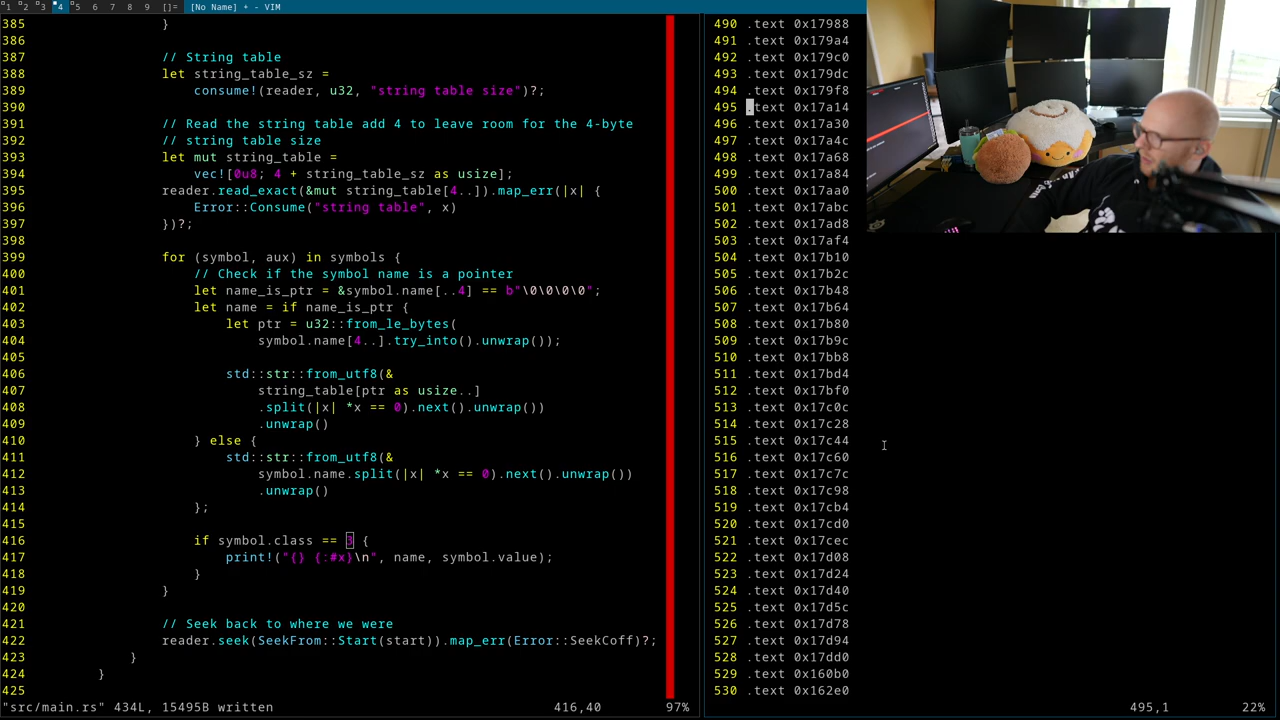 1 2 3 4 5 6 7 8 9 []= [No Name] + - VIM
385 }
386
387 // String table
388 let string_table_sz =
389 consume!(reader, u32, "string table size")?;
390
391 // Read the string table add 4 to leave room for the 4-byte
392 // string table size
393 let mut string_table =
394 vec![0u8; 4 + string_table_sz as usize];
395 reader.read_exact(&mut string_table[4..]).map_err(|x| {
396 Error::Consume("string table", x)
397 })?;
398
399 for (symbol, aux) in symbols {
400 // Check if the symbol name is a pointer
401 let name_is_ptr = &symbol.name[..4] == b"\0\0\0\0";
402 let name = if name_is_ptr {
403 let ptr = u32::from_le_bytes(
404 symbol.name[4..].try_into().unwrap());
405
406 std::str::from_utf8(&
407 string_table[ptr as usize..]
408 .split(|x| *x == 0).next().unwrap())
409 .unwrap()
410 } else {
411 std::str::from_utf8(&
412 symbol.name.split(|x| *x == 0).next().unwrap())
413 .unwrap()
414 };
415
416 if symbol.class == 3 {
417 print!("{} {:#x}\n", name, symbol.value);
418 }
419 }
420
421 // Seek back to where we were
422 reader.seek(SeekFrom::Start(start)).map_err(Error::SeekCoff)?;
423 }
424 }
425
"src/main.rs" 434L, 15495B written 416,40 97%
490 .text 0x17988
491 .text 0x179a4
492 .text 0x179c0
493 .text 0x179dc
494 .text 0x179f8
495 .text 0x17a14
496 .text 0x17a30
497 .text 0x17a4c
498 .text 0x17a68
499 .text 0x17a84
500 .text 0x17aa0
501 .text 0x17abc
502 .text 0x17ad8
503 .text 0x17af4
504 .text 0x17b10
505 .text 0x17b2c
506 .text 0x17b48
507 .text 0x17b64
508 .text 0x17b80
509 .text 0x17b9c
510 .text 0x17bb8
511 .text 0x17bd4
512 .text 0x17bf0
513 .text 0x17c0c
514 .text 0x17c28
515 .text 0x17c44
516 .text 0x17c60
517 .text 0x17c7c
518 .text 0x17c98
519 .text 0x17cb4
520 .text 0x17cd0
521 .text 0x17cec
522 .text 0x17d08
523 .text 0x17d24
524 .text 0x17d40
525 .text 0x17d5c
526 .text 0x17d78
527 .text 0x17d94
528 .text 0x17dd0
529 .text 0x160b0
530 .text 0x162e0
495,1 22%